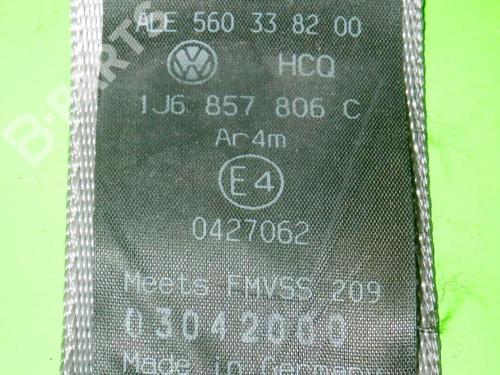 ALE 560 33 82 00
VW HCQ
1J6 857 806 C
Ar4m
E4
0427062
Meets FMVSS 209
03042000
Made in Germany
B-PARTS